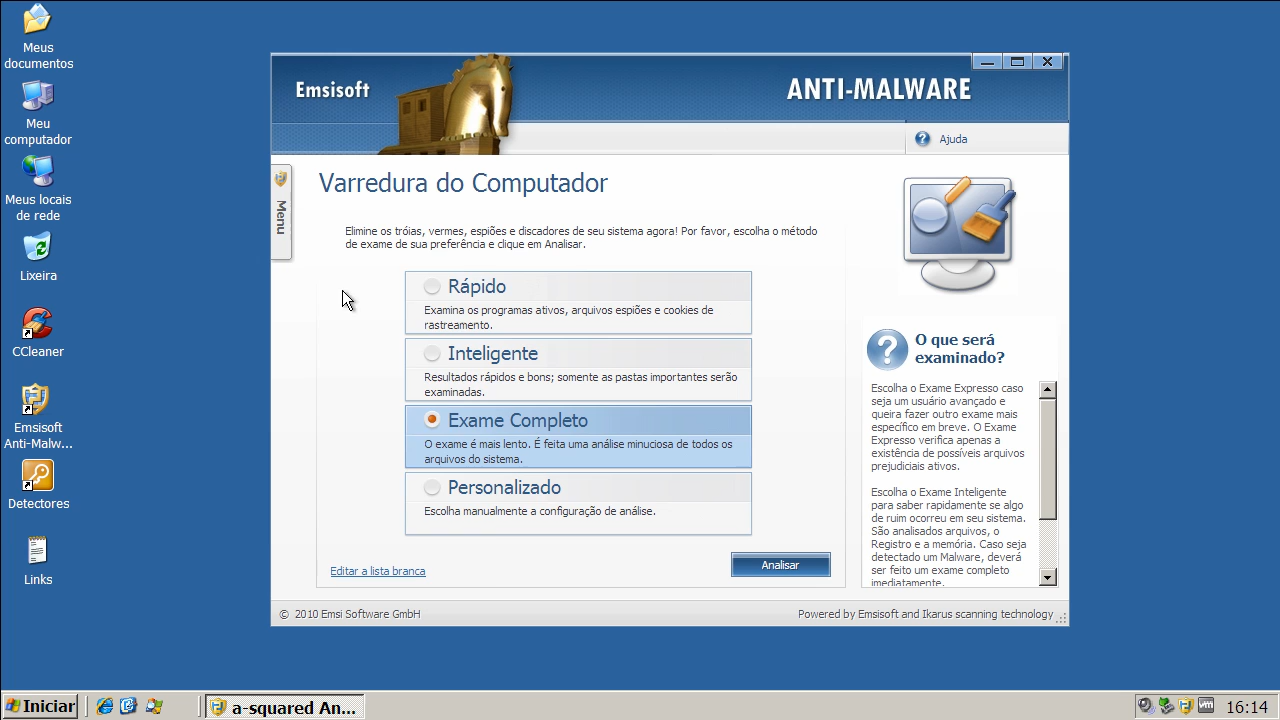 Meus
documentos
Meu
computador
Meus locais
de rede
Lixeira
CCleaner
Emsisoft
Anti-Malw...
Detectores
Links
Emsisoft
ANTI-MALWARE
Ajuda
Menu
Varredura do Computador
Elimine os tróias, vermes, espiões e discadores de seu sistema agora! Por favor, escolha o método
de exame de sua preferência e clique em Analisar.
Rápido
Examina os programas ativos, arquivos espiões e cookies de
rastreamento.
Inteligente
Resultados rápidos e bons; somente as pastas importantes serão
examinadas.
Exame Completo
O exame é mais lento. É feita uma análise minuciosa de todos os
arquivos do sistema.
Personalizado
Escolha manualmente a configuração de análise.
Editar a lista branca
Analisar
O que será
examinado?
Escolha o Exame Expresso caso
seja um usuário avançado e
queira fazer outro exame mais
específico em breve. O Exame
Expresso verifica apenas a
existência de possíveis arquivos
prejudiciais ativos.
Escolha o Exame Inteligente
para saber rapidamente se algo
de ruim ocorreu em seu sistema.
São analisados arquivos, o
Registro e a memória. Caso seja
detectado um Malware, deverá
ser feito um exame completo
imediatamente.
© 2010 Emsi Software GmbH
Powered by Emsisoft and Ikarus scanning technology
Iniciar
a-squared An...
vm
16:14